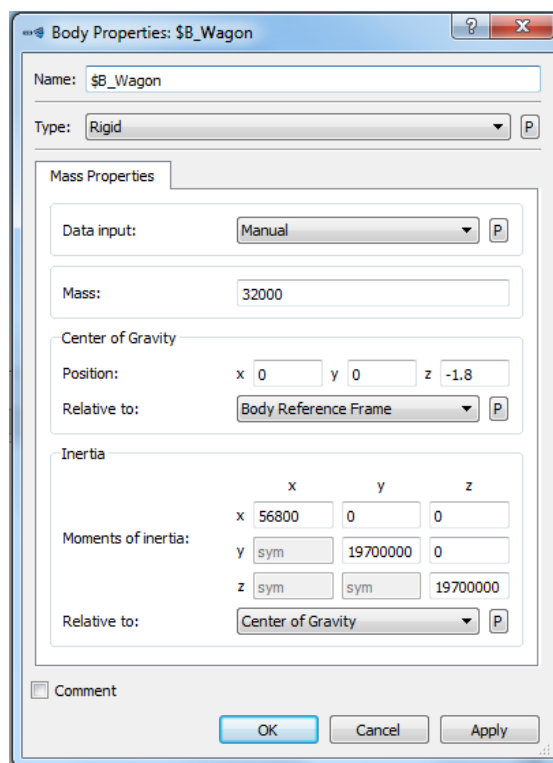 Body Properties: $B_Wagon
Name: $B_Wagon
Type: Rigid P
Mass Properties
Data input: Manual P
Mass: 32000
Center of Gravity
Position: x 0 y 0 z -1.8
Relative to: Body Reference Frame P
Inertia
x y z
x 56800 0 0
Moments of inertia: y sym 19700000 0
z sym sym 19700000
Relative to: Center of Gravity P
Comment
OK Cancel Apply